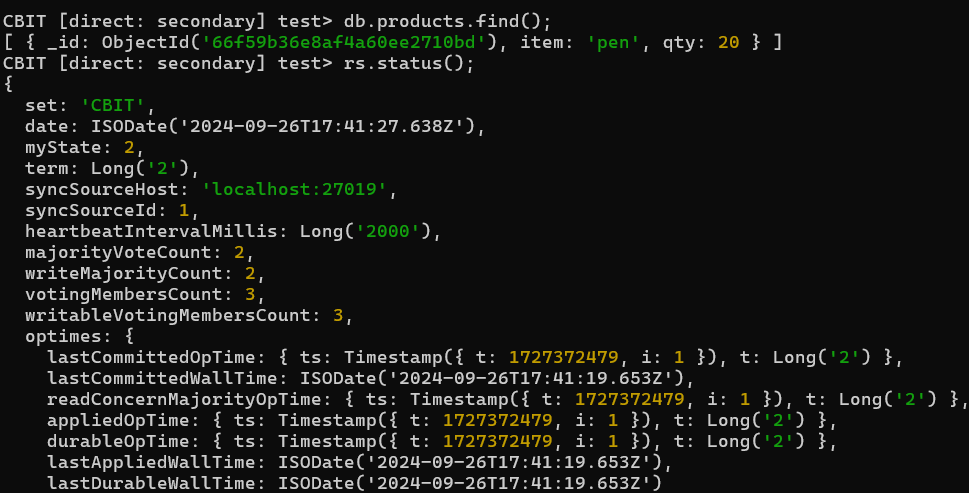 CBIT [direct: secondary] test> db.products.find();
[ { _id: ObjectId('66f59b36e8af4a60ee2710bd'), item: 'pen', qty: 20 } ]
CBIT [direct: secondary] test> rs.status();
{
  set: 'CBIT',
  date: ISODate('2024-09-26T17:41:27.638Z'),
  myState: 2,
  term: Long('2'),
  syncSourceHost: 'localhost:27019',
  syncSourceId: 1,
  heartbeatIntervalMillis: Long('2000'),
  majorityVoteCount: 2,
  writeMajorityCount: 2,
  votingMembersCount: 3,
  writableVotingMembersCount: 3,
  optimes: {
    lastCommittedOpTime: { ts: Timestamp({ t: 1727372479, i: 1 }), t: Long('2') },
    lastCommittedWallTime: ISODate('2024-09-26T17:41:19.653Z'),
    readConcernMajorityOpTime: { ts: Timestamp({ t: 1727372479, i: 1 }), t: Long('2') },
    appliedOpTime: { ts: Timestamp({ t: 1727372479, i: 1 }), t: Long('2') },
    durableOpTime: { ts: Timestamp({ t: 1727372479, i: 1 }), t: Long('2') },
    lastAppliedWallTime: ISODate('2024-09-26T17:41:19.653Z'),
    lastDurableWallTime: ISODate('2024-09-26T17:41:19.653Z')